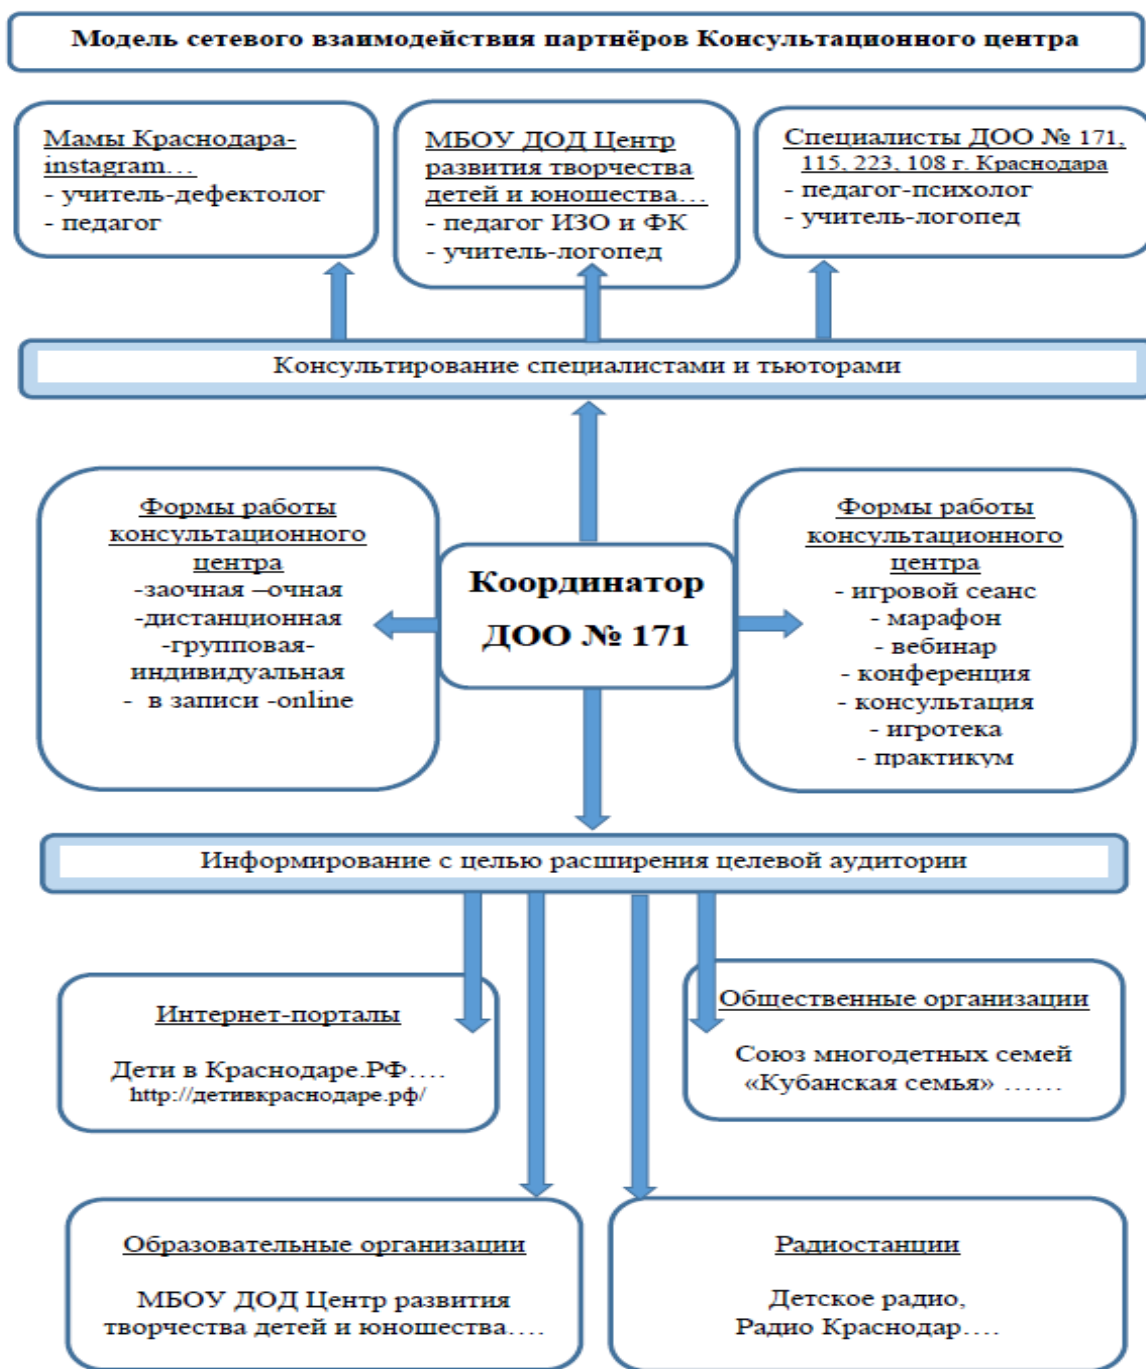 Модель сетевого взаимодействия партнёров Консультационного центра
Мамы Краснодара-
instagram…
- учитель-дефектолог
- педагог
МБОУ ДОД Центр
развития творчества
детей и юношества…
- педагог ИЗО и ФК
- учитель-логопед
Специалисты ДОО № 171,
115, 223, 108 г. Краснодара
- педагог-психолог
- учитель-логопед
Консультирование специалистами и тьюторами
Формы работы
консультационного
центра
-заочная –очная
-дистанционная
-групповая-
индивидуальная
- в записи -online
Координатор
ДОО № 171
Формы работы
консультационного
центра
- игровой сеанс
- марафон
- вебинар
- конференция
- консультация
- игротека
- практикум
Информирование с целью расширения целевой аудитории
Интернет-порталы
Дети в Краснодаре.РФ….
http://детивкраснодаре.рф/
Общественные организации
Союз многодетных семей
«Кубанская семья» ……
Образовательные организации
МБОУ ДОД Центр развития
творчества детей и юношества….
Радиостанции
Детское радио,
Радио Краснодар….